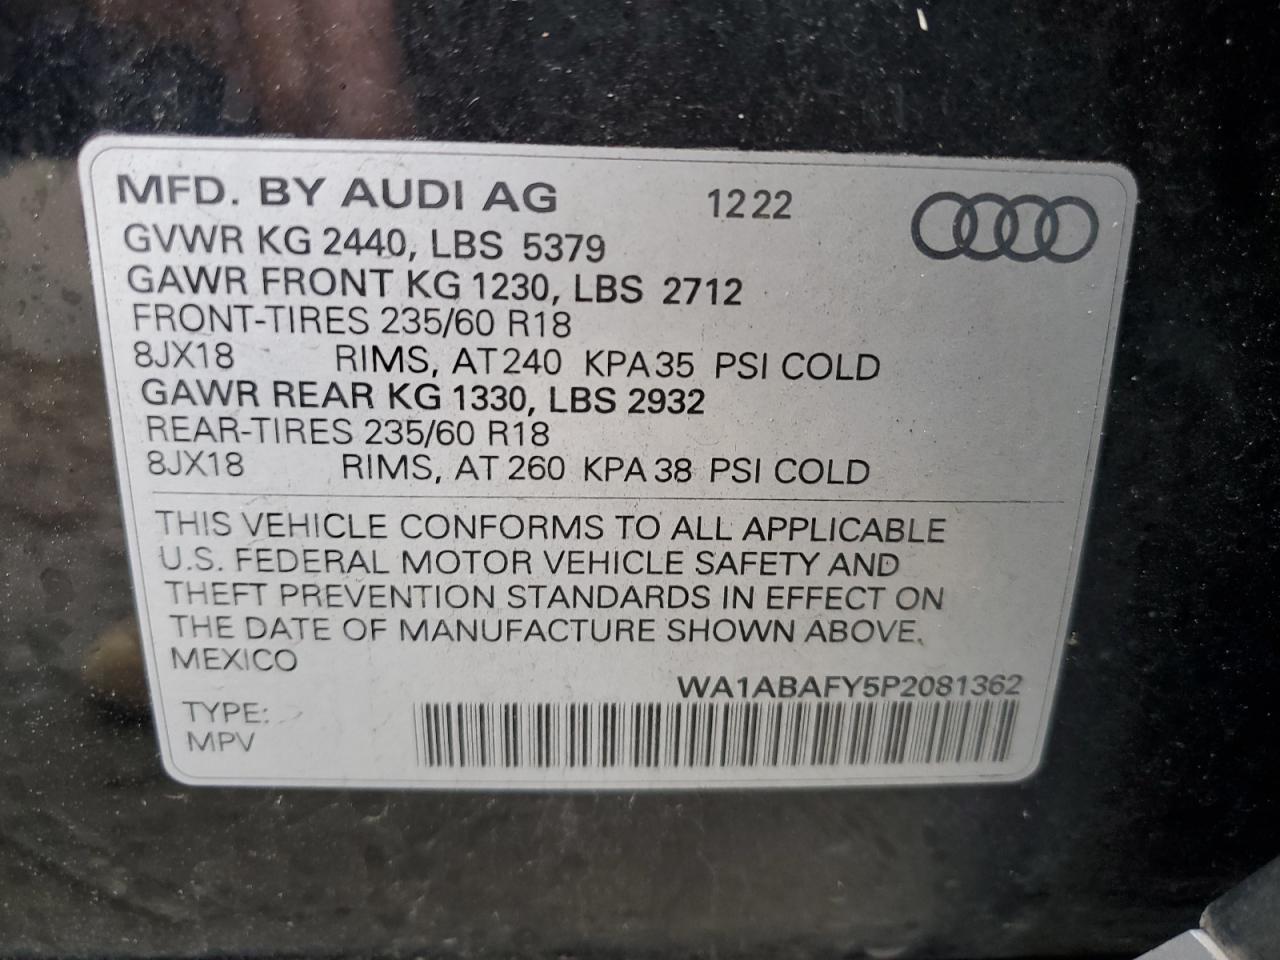 MFD. BY AUDI AG 1222
GVWR KG 2440, LBS 5379
GAWR FRONT KG 1230, LBS 2712
FRONT-TIRES 235/60 R18
8JX18 RIMS, AT 240 KPA 35 PSI COLD
GAWR REAR KG 1330, LBS 2932
REAR-TIRES 235/60 R18
8JX18 RIMS, AT 260 KPA 38 PSI COLD
THIS VEHICLE CONFORMS TO ALL APPLICABLE
U.S. FEDERAL MOTOR VEHICLE SAFETY AND
THEFT PREVENTION STANDARDS IN EFFECT ON
THE DATE OF MANUFACTURE SHOWN ABOVE.
MEXICO
WA1ABAFY5P2081362
TYPE:
MPV